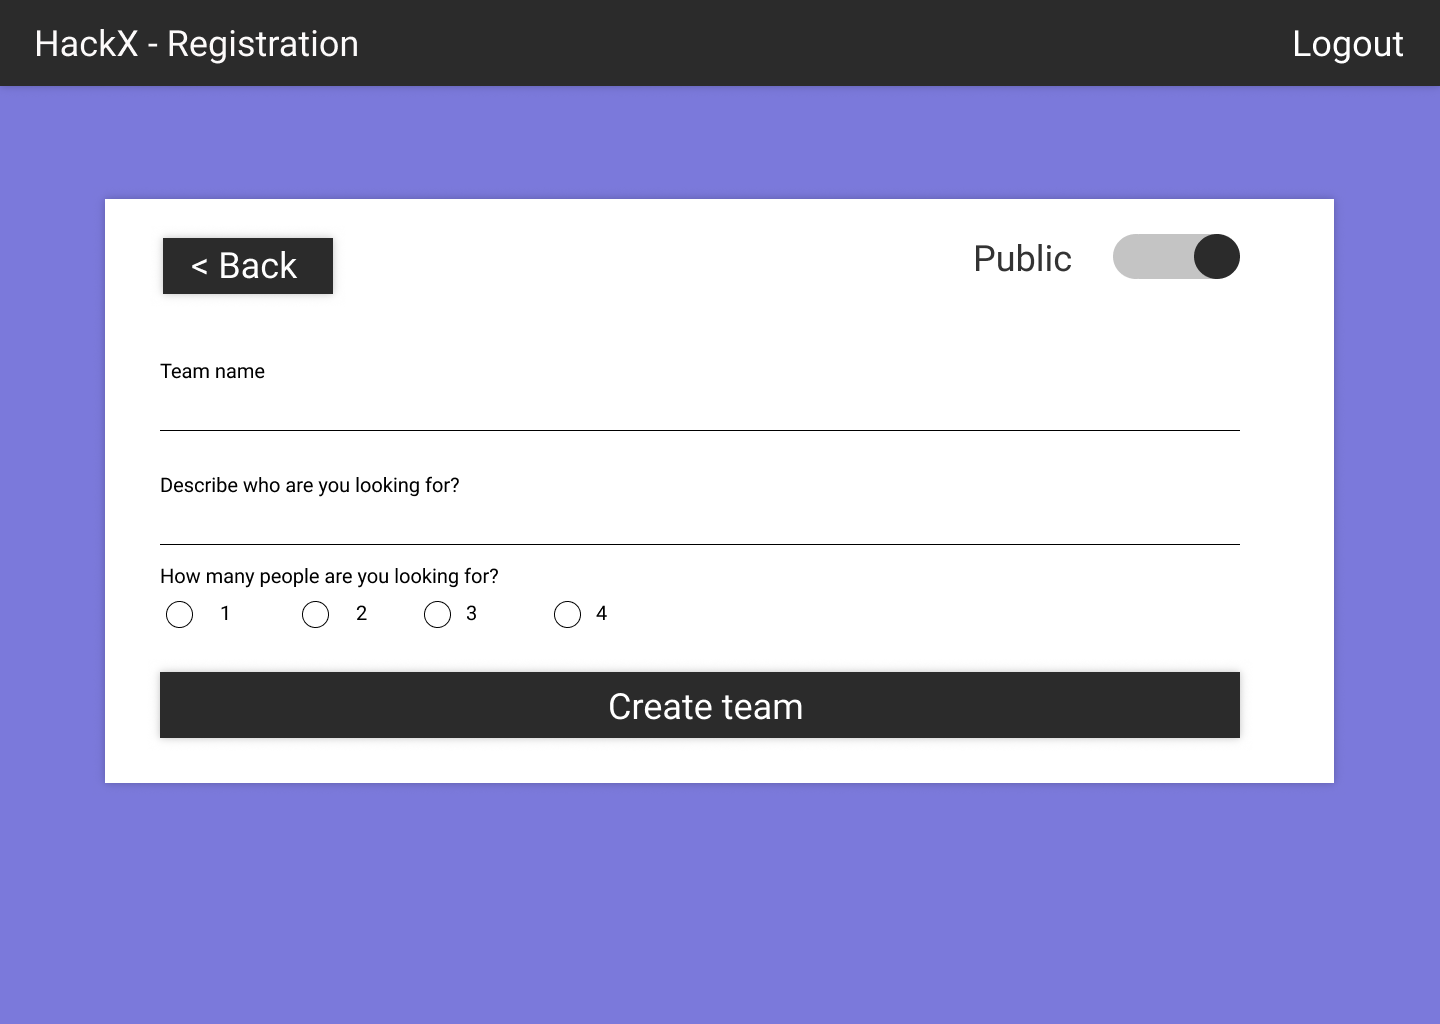 HackX - Registration
Logout
< Back
Public
Team name
Describe who are you looking for?
How many people are you looking for?
1 2 3 4
Create team